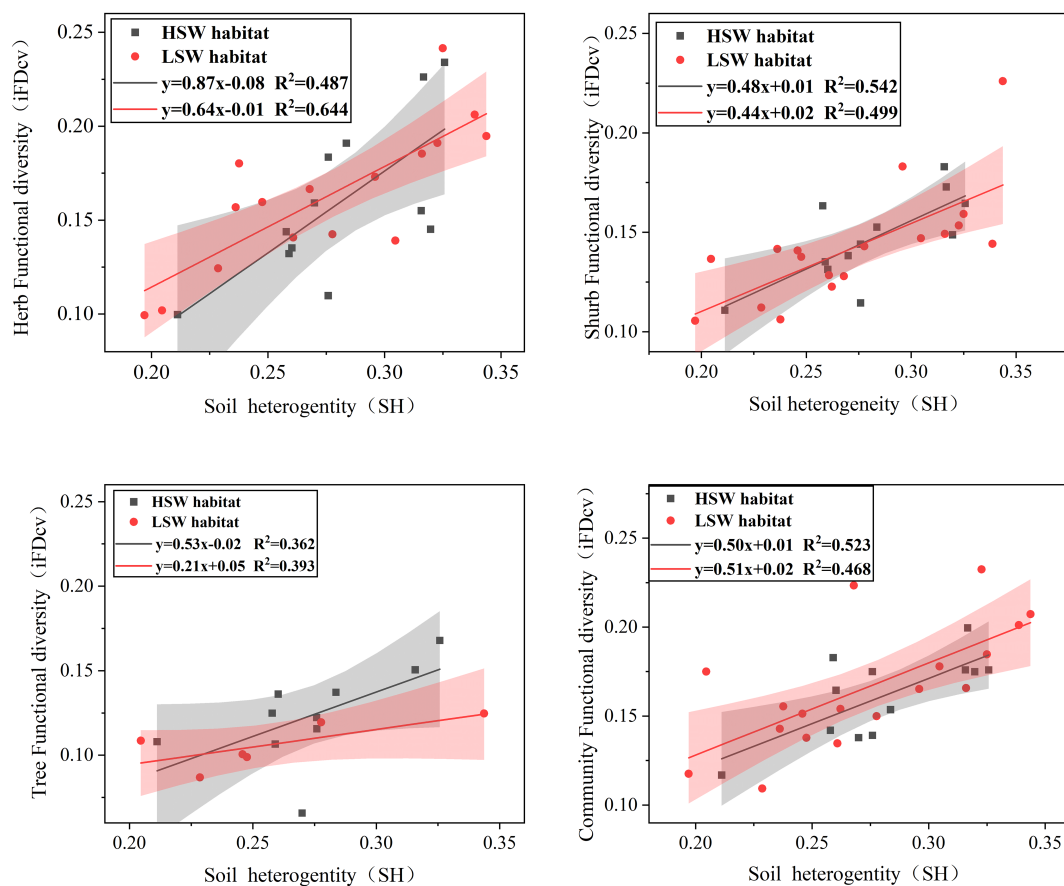 HSW habitat
LSW habitat
y=0.87x-0.08 R²=0.487
y=0.64x-0.01 R²=0.644
0.25
0.20
0.15
0.10
Herb Functional diversity（iFDcv）
0.20 0.25 0.30 0.35
Soil heterogentity（SH）
HSW habitat
LSW habitat
y=0.48x+0.01 R²=0.542
y=0.44x+0.02 R²=0.499
0.25
0.20
0.15
0.10
Shurb Functional diversity（iFDcv）
0.20 0.25 0.30 0.35
Soil heterogeneity（SH）
HSW habitat
LSW habitat
y=0.53x-0.02 R²=0.362
y=0.21x+0.05 R²=0.393
0.25
0.20
0.15
0.10
Tree Functional diversity（iFDcv）
0.20 0.25 0.30 0.35
Soil heterogentity（SH）
HSW habitat
LSW habitat
y=0.50x+0.01 R²=0.523
y=0.51x+0.02 R²=0.468
0.25
0.20
0.15
0.10
Community Functional diversity（iFDcv）
0.20 0.25 0.30 0.35
Soil heterogentity（SH）